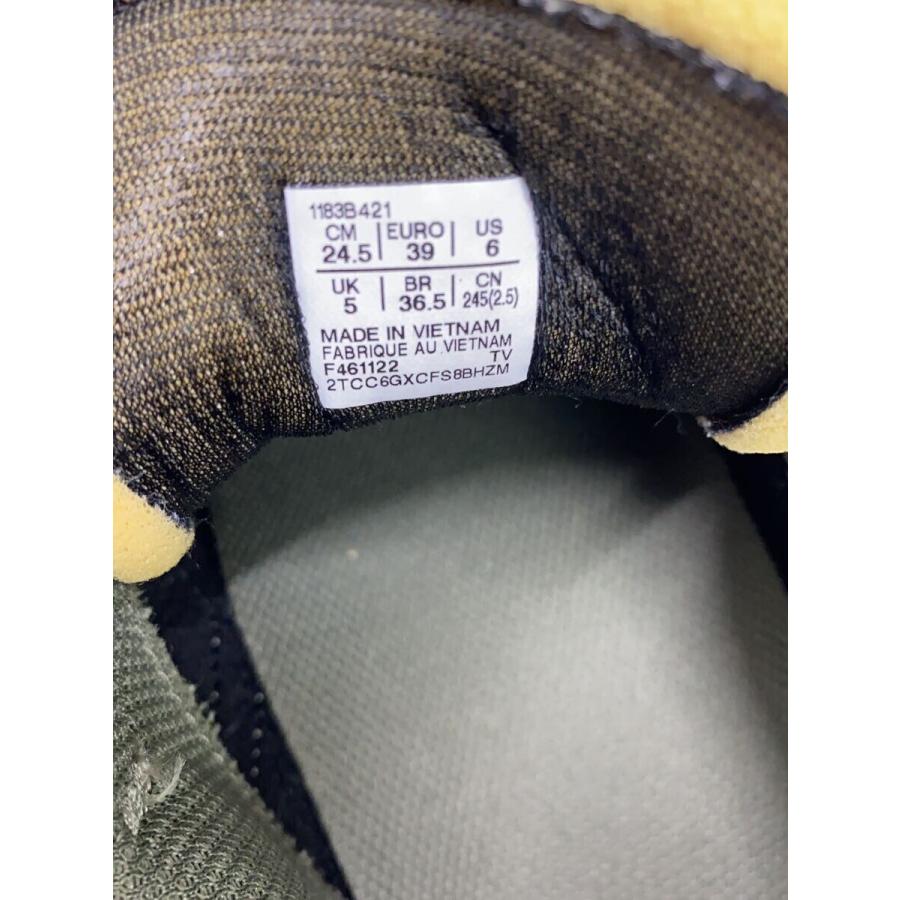 1183B421
CM EURO US
24.5 39 6
UK BR CN
5 36.5 245(2.5)
MADE IN VIETNAM
FABRIQUE AU VIETNAM
F461122 TV
2TCC6GXCFS8BHZM